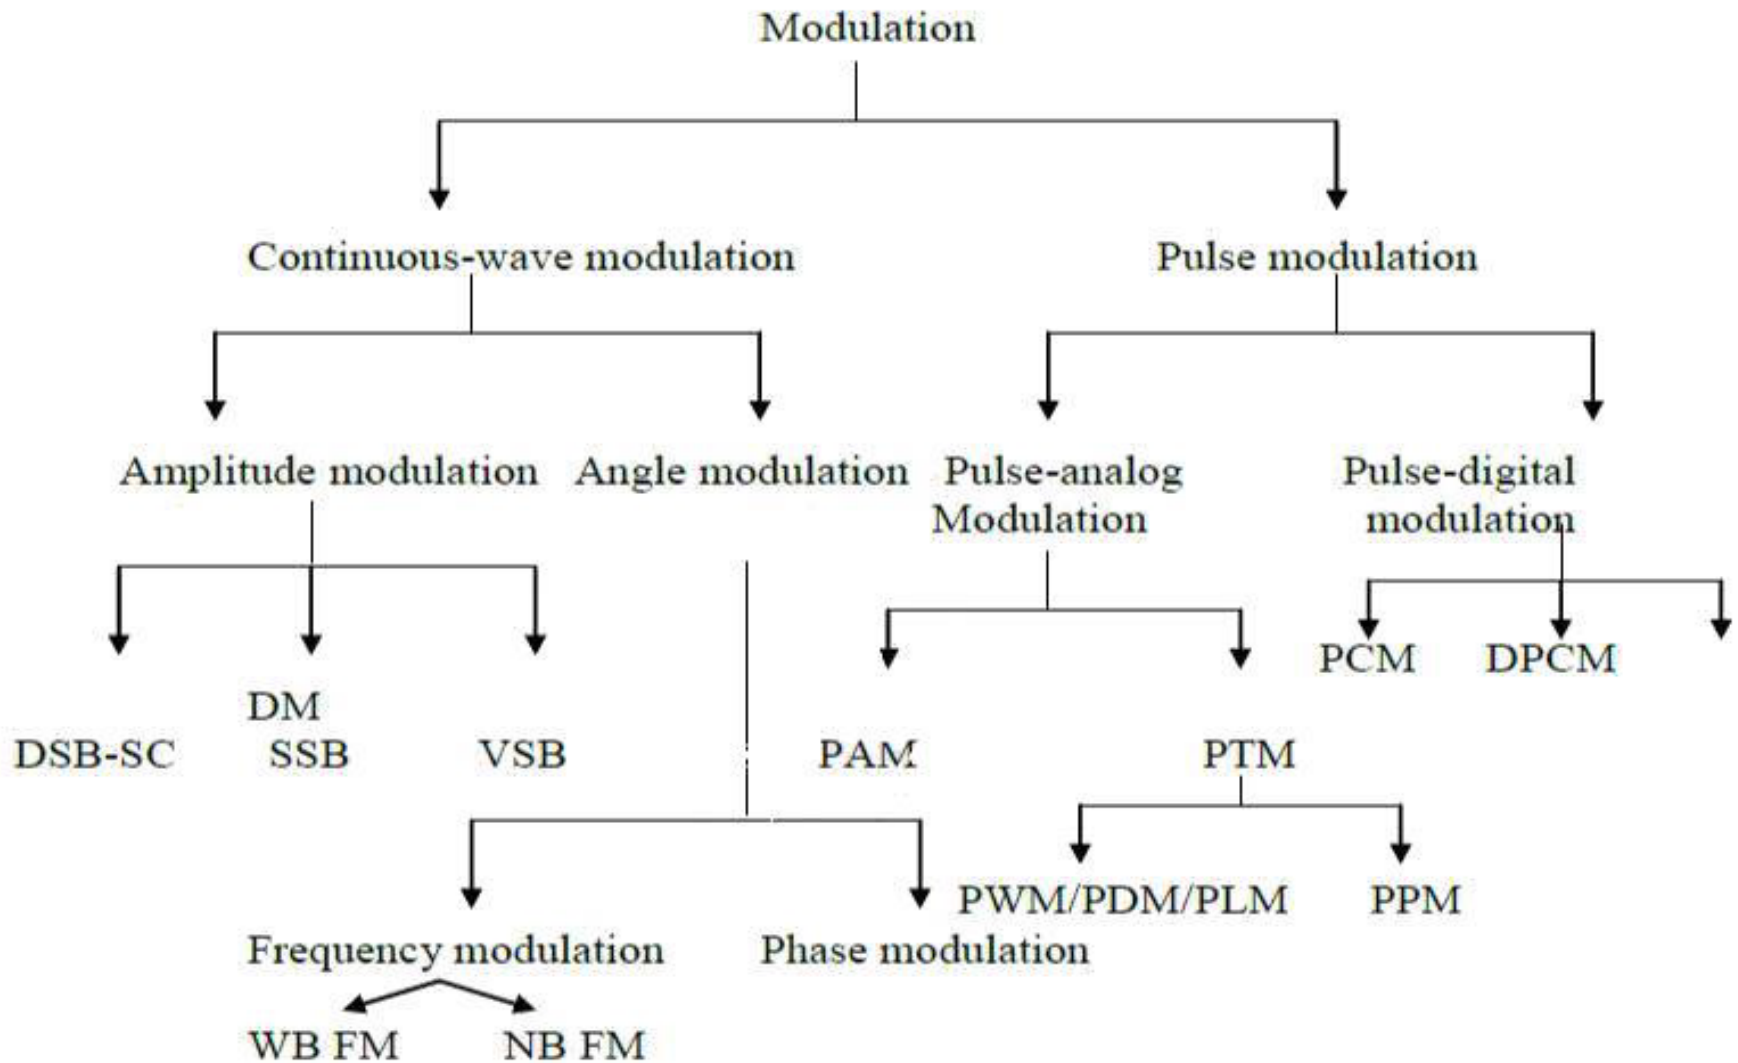 Modulation
Continuous-wave modulation
Pulse modulation
Amplitude modulation
Angle modulation
Pulse-analog
Modulation
Pulse-digital
modulation
PCM
DPCM
DM
DSB-SC
SSB
VSB
PAM
PTM
PWM/PDM/PLM
PPM
Frequency modulation
Phase modulation
WB FM
NB FM